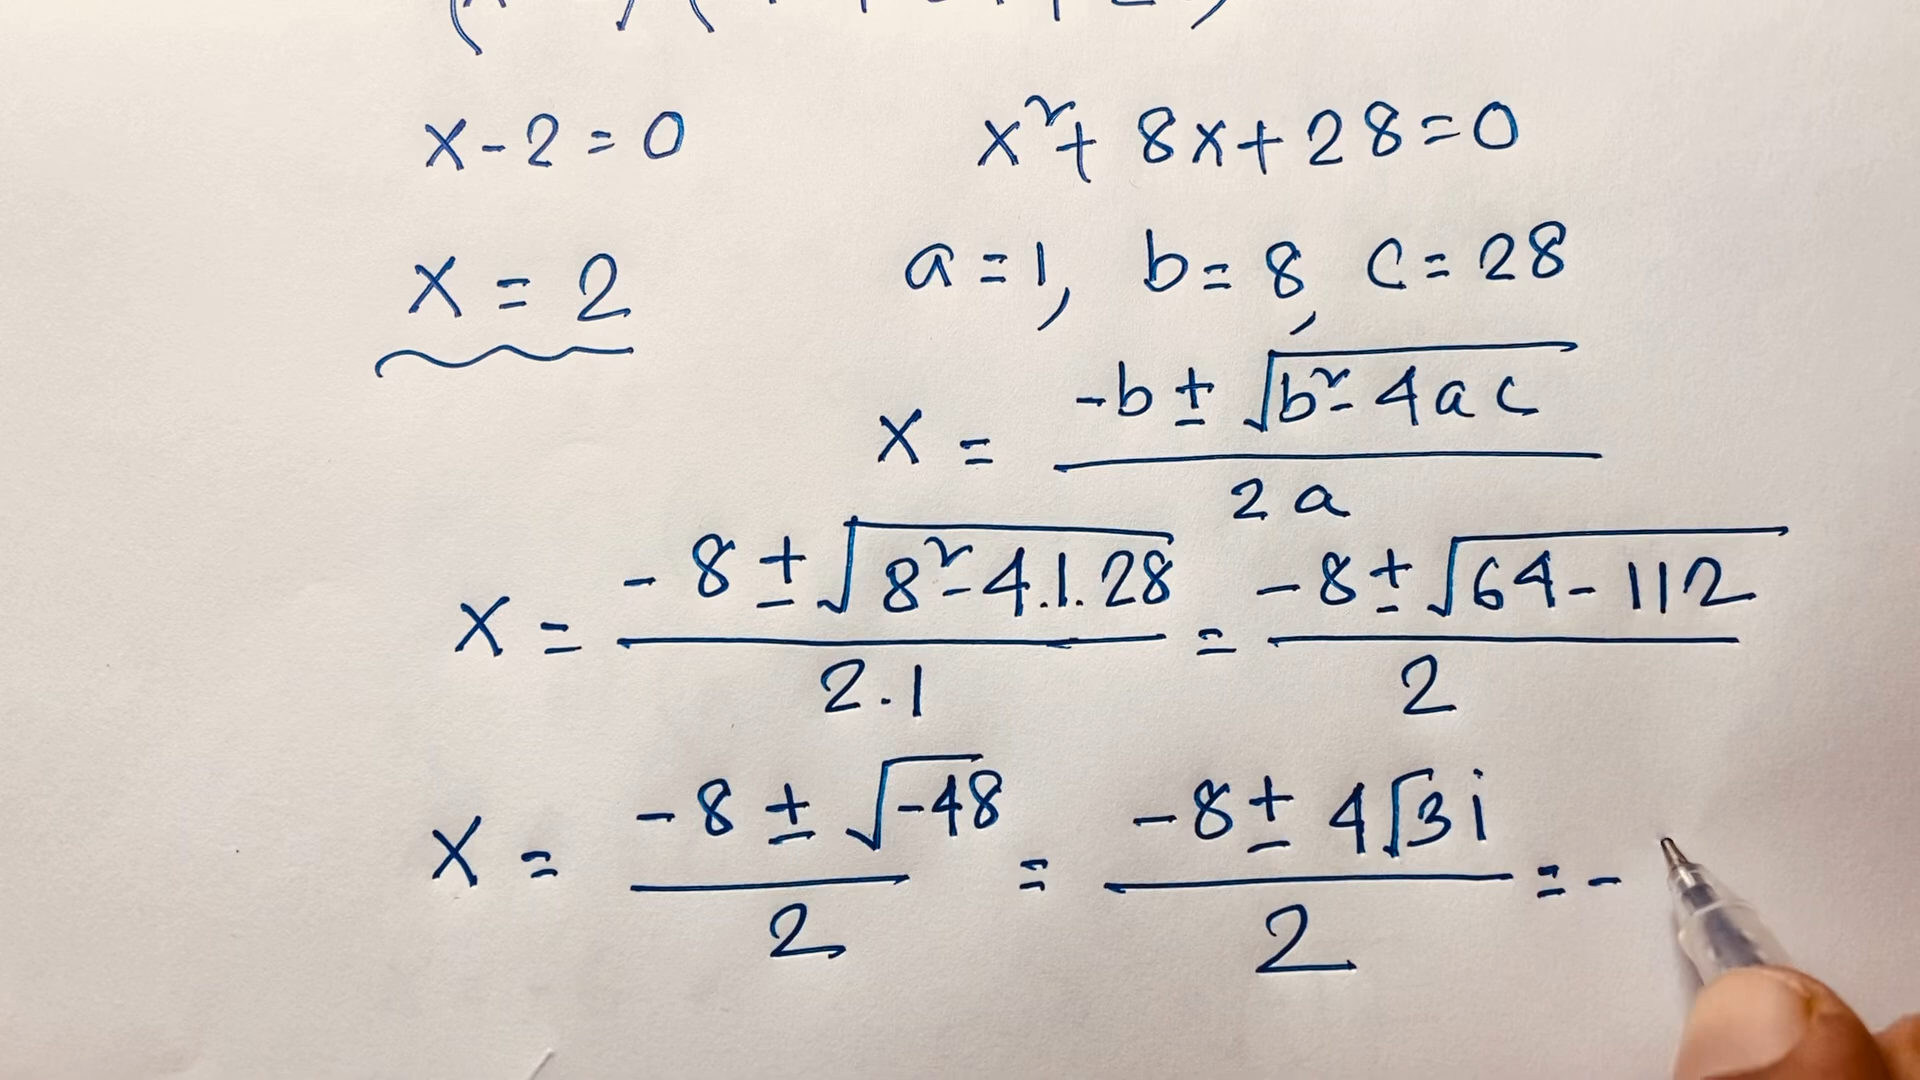 x - 2 = 0    x² + 8x + 28 = 0
x = 2    a = 1, b = 8, c = 28
x = (-b ± √(b² - 4ac)) / 2a
x = (-8 ± √(8² - 4.1.28)) / 2.1 = (-8 ± √(64 - 112)) / 2
x = (-8 ± √-48) / 2 = (-8 ± 4√3 i) / 2 = -